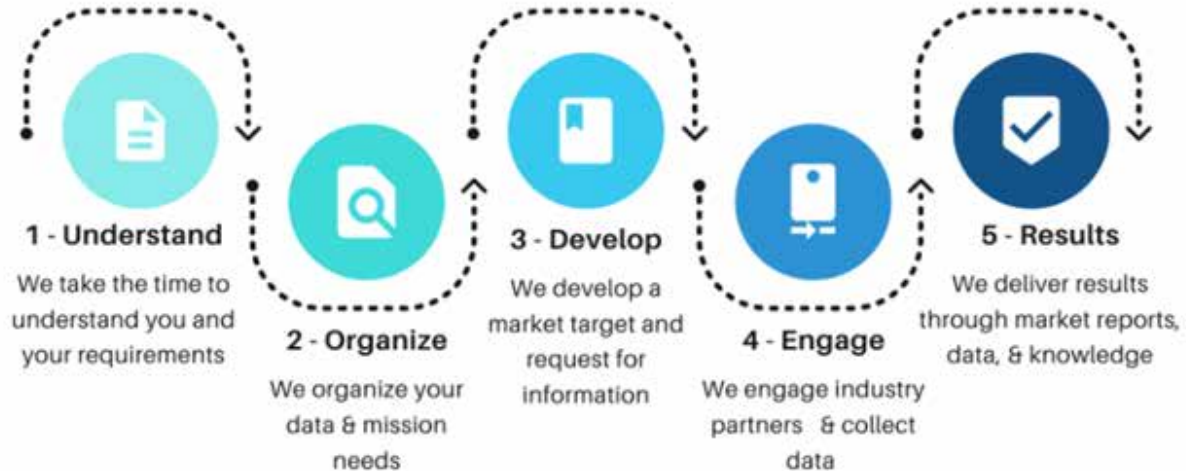 1 - Understand
We take the time to
understand you and
your requirements
2 - Organize
We organize your
data & mission
needs
3 - Develop
We develop a
market target and
request for
information
4 - Engage
We engage industry
partners & collect
data
5 - Results
We deliver results
through market reports,
data, & knowledge